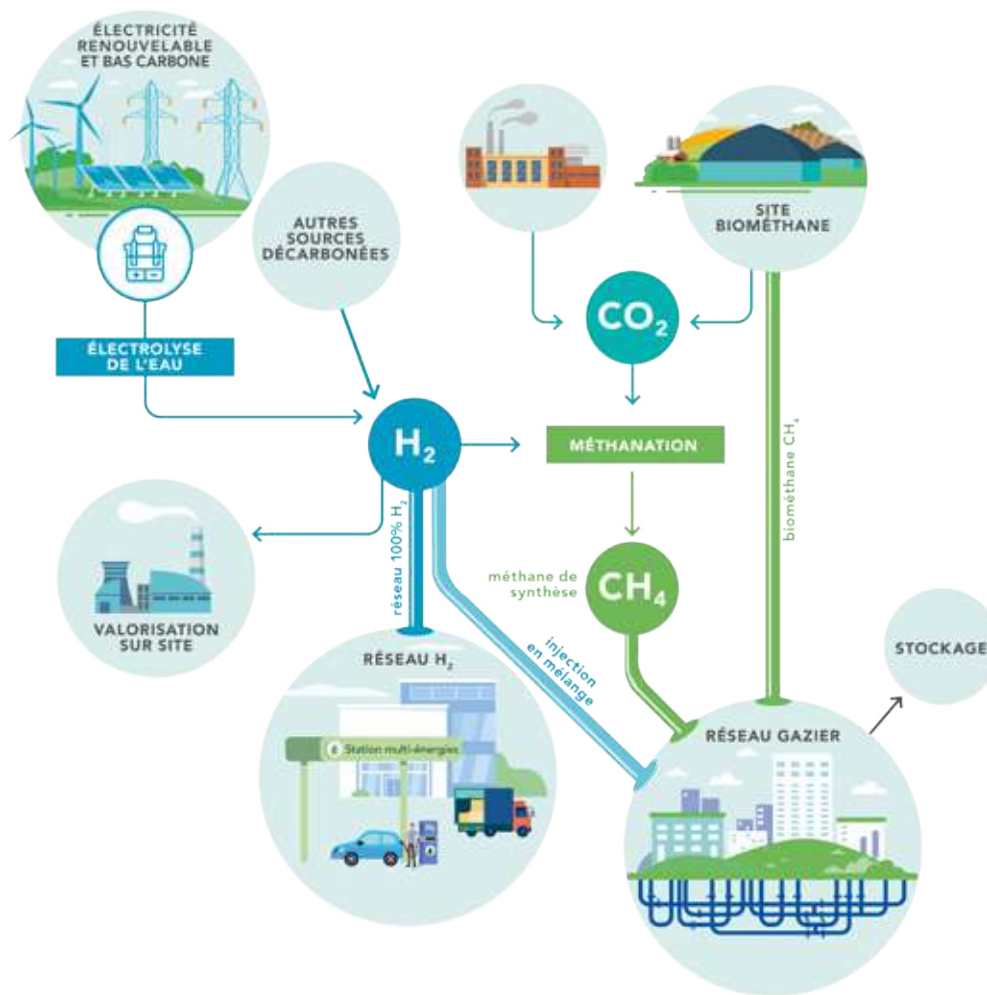 ÉLECTRICITÉ
RENOUVELABLE
ET BAS CARBONE
AUTRES
SOURCES
DÉCARBONÉES
SITE
BIOMÉTHANE
CO₂
ÉLECTROLYSE
DE L'EAU
H₂
MÉTHANATION
biométhane CH₄
réseau 100% H₂
méthane de
synthèse
CH₄
VALORISATION
SUR SITE
injection
en mélange
STOCKAGE
RÉSEAU H₂
RÉSEAU GAZIER
Station multi-énergies